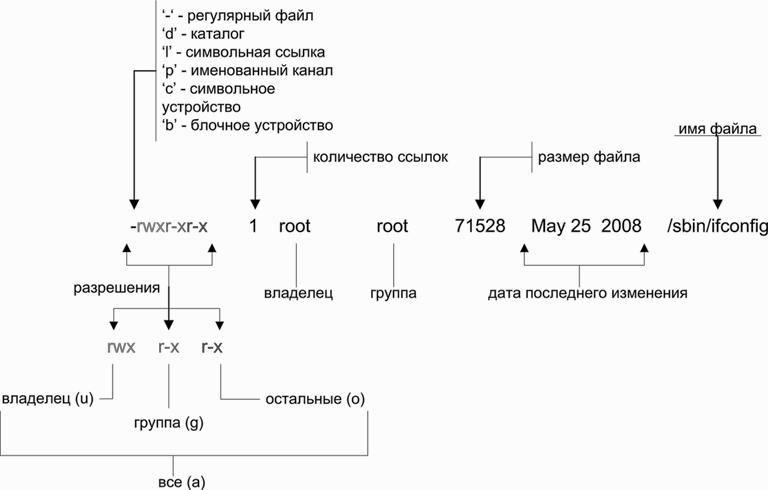 ‘-‘ - регулярный файл
‘d’ - каталог
‘l’ - символьная ссылка
‘p’ - именованный канал
‘c’ - символьное
устройство
‘b’ - блочное устройство
имя файла
количество ссылок
размер файла
-rwxr-xr-x 1 root root 71528 May 25 2008 /sbin/ifconfig
разрешения
владелец
группа
дата последнего изменения
rwx r-x r-x
владелец (u)
остальные (o)
группа (g)
все (a)